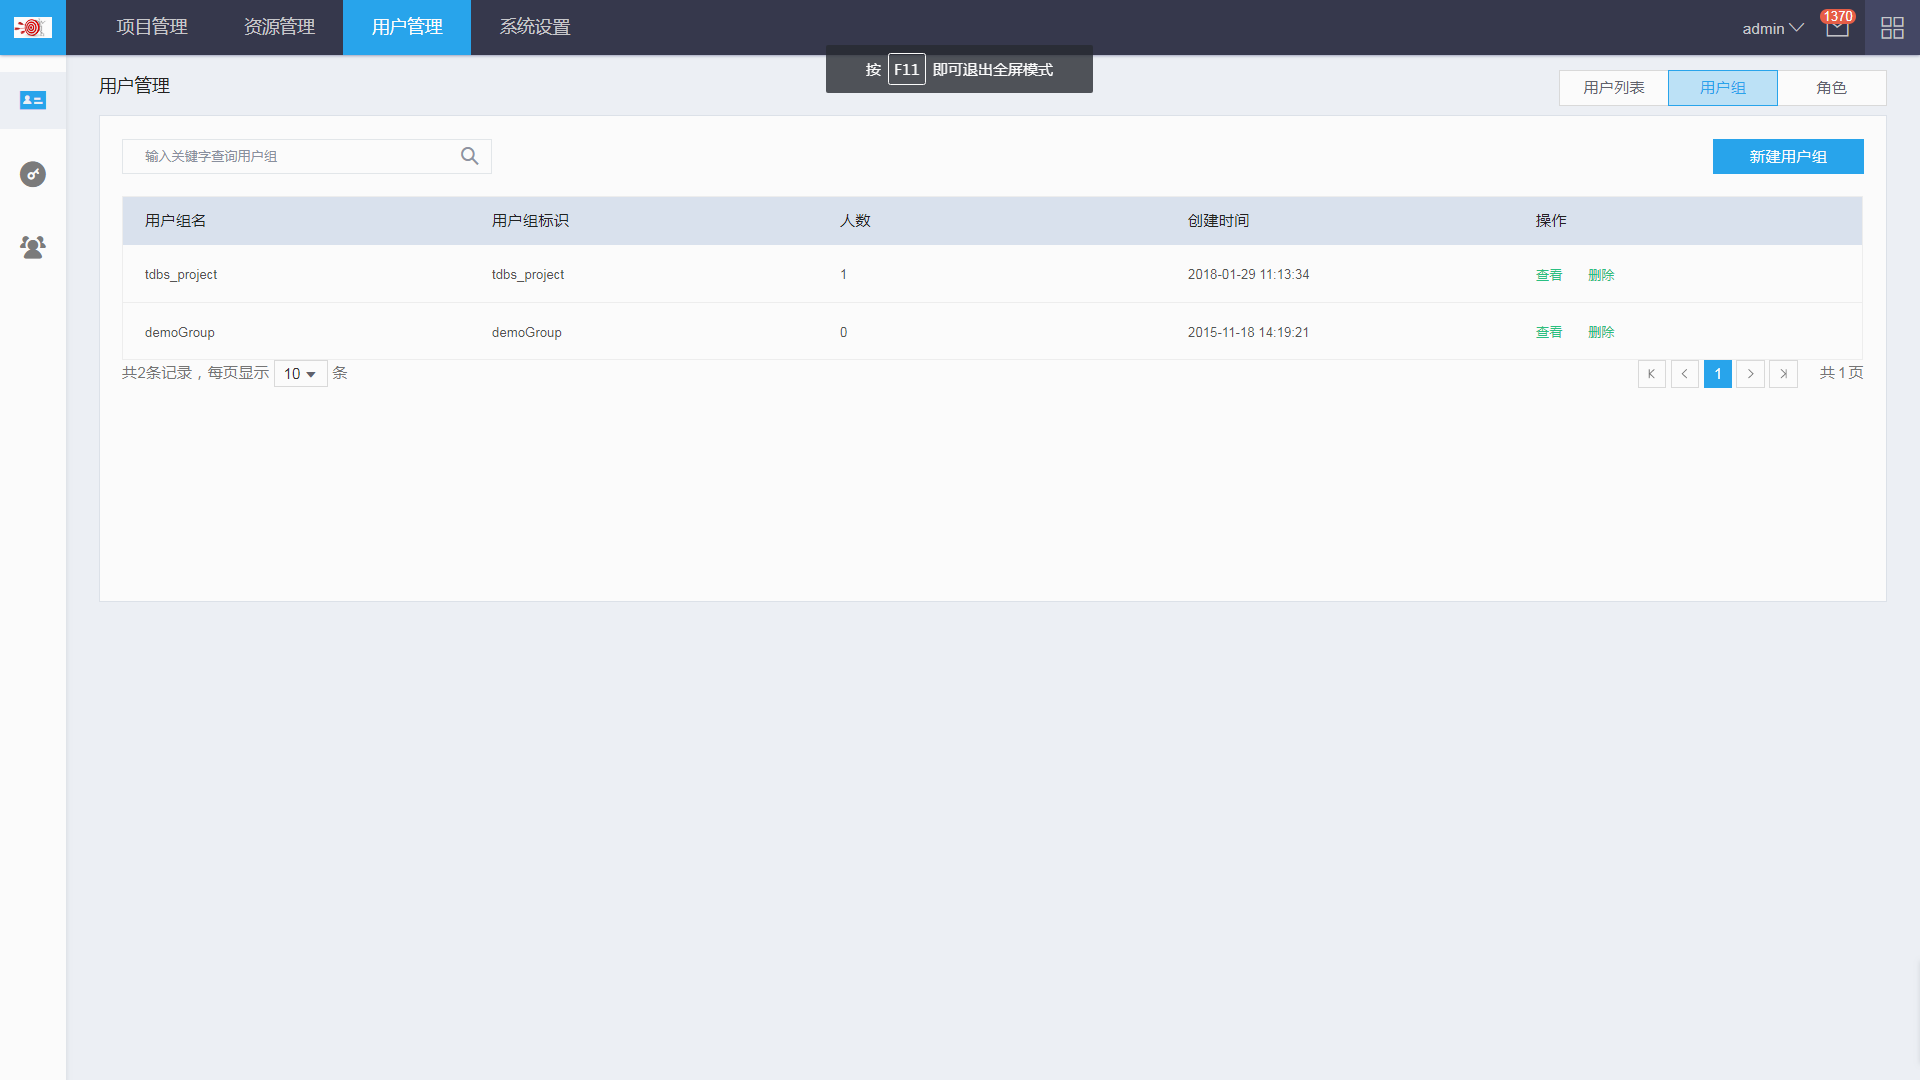 项目管理 资源管理 用户管理 系统设置 admin 1370
按 F11 即可退出全屏模式
用户管理 用户列表 用户组 角色
输入关键字查询用户组 新建用户组
用户组名 用户组标识 人数 创建时间 操作
tdbs_project tdbs_project 1 2018-01-29 11:13:34 查看 删除
demoGroup demoGroup 0 2015-11-18 14:19:21 查看 删除
共2条记录，每页显示 10 条 1 共1页